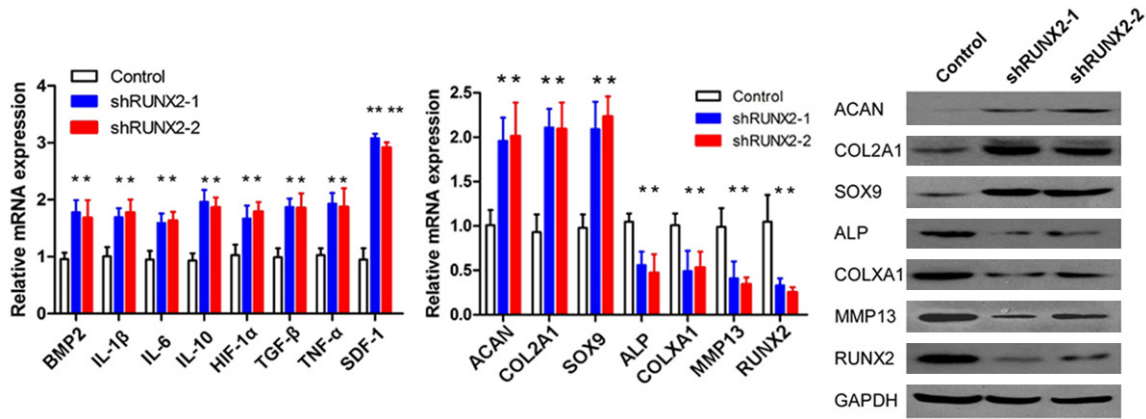 Relative mRNA expression
4
3
2
1
0
Control
shRUNX2-1
shRUNX2-2
* *
* *
* *
* *
* *
* *
* *
** **
BMP2
IL-1β
IL-6
IL-10
HIF-1α
TGF-β
TNF-α
SDF-1
Relative mRNA expression
2.5
2.0
1.5
1.0
0.5
0.0
* *
* *
* *
Control
shRUNX2-1
shRUNX2-2
* *
* *
* *
* *
ACAN
COL2A1
SOX9
ALP
COLXA1
MMP13
RUNX2
Control
shRUNX2-1
shRUNX2-2
ACAN
COL2A1
SOX9
ALP
COLXA1
MMP13
RUNX2
GAPDH